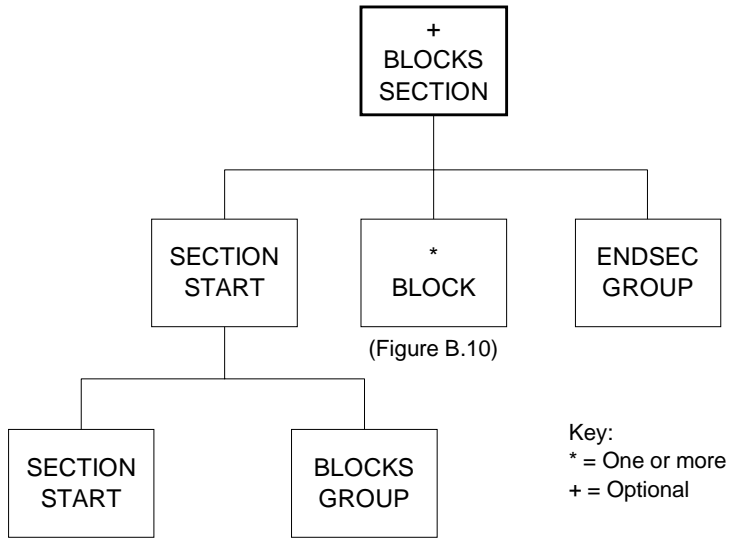 +
BLOCKS
SECTION
SECTION
START
*
BLOCK
ENDSEC
GROUP
(Figure B.10)
SECTION
START
BLOCKS
GROUP
Key:
* = One or more
+ = Optional